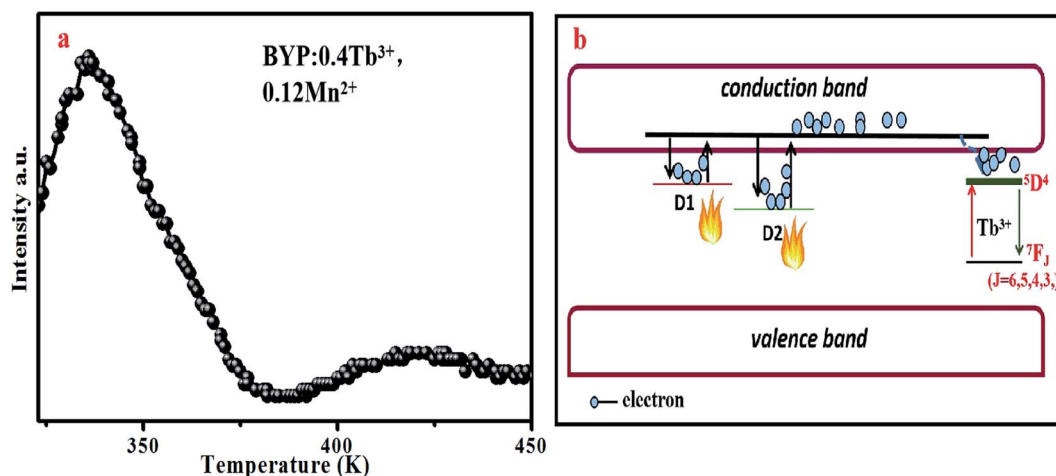 a
BYP:0.4Tb³⁺,
0.12Mn²⁺
Intensity a.u.
350
400
450
Temperature (K)
b
conduction band
D1
D2
⁵D⁴
Tb³⁺
⁷F_J
(J=6,5,4,3,)
valence band
electron